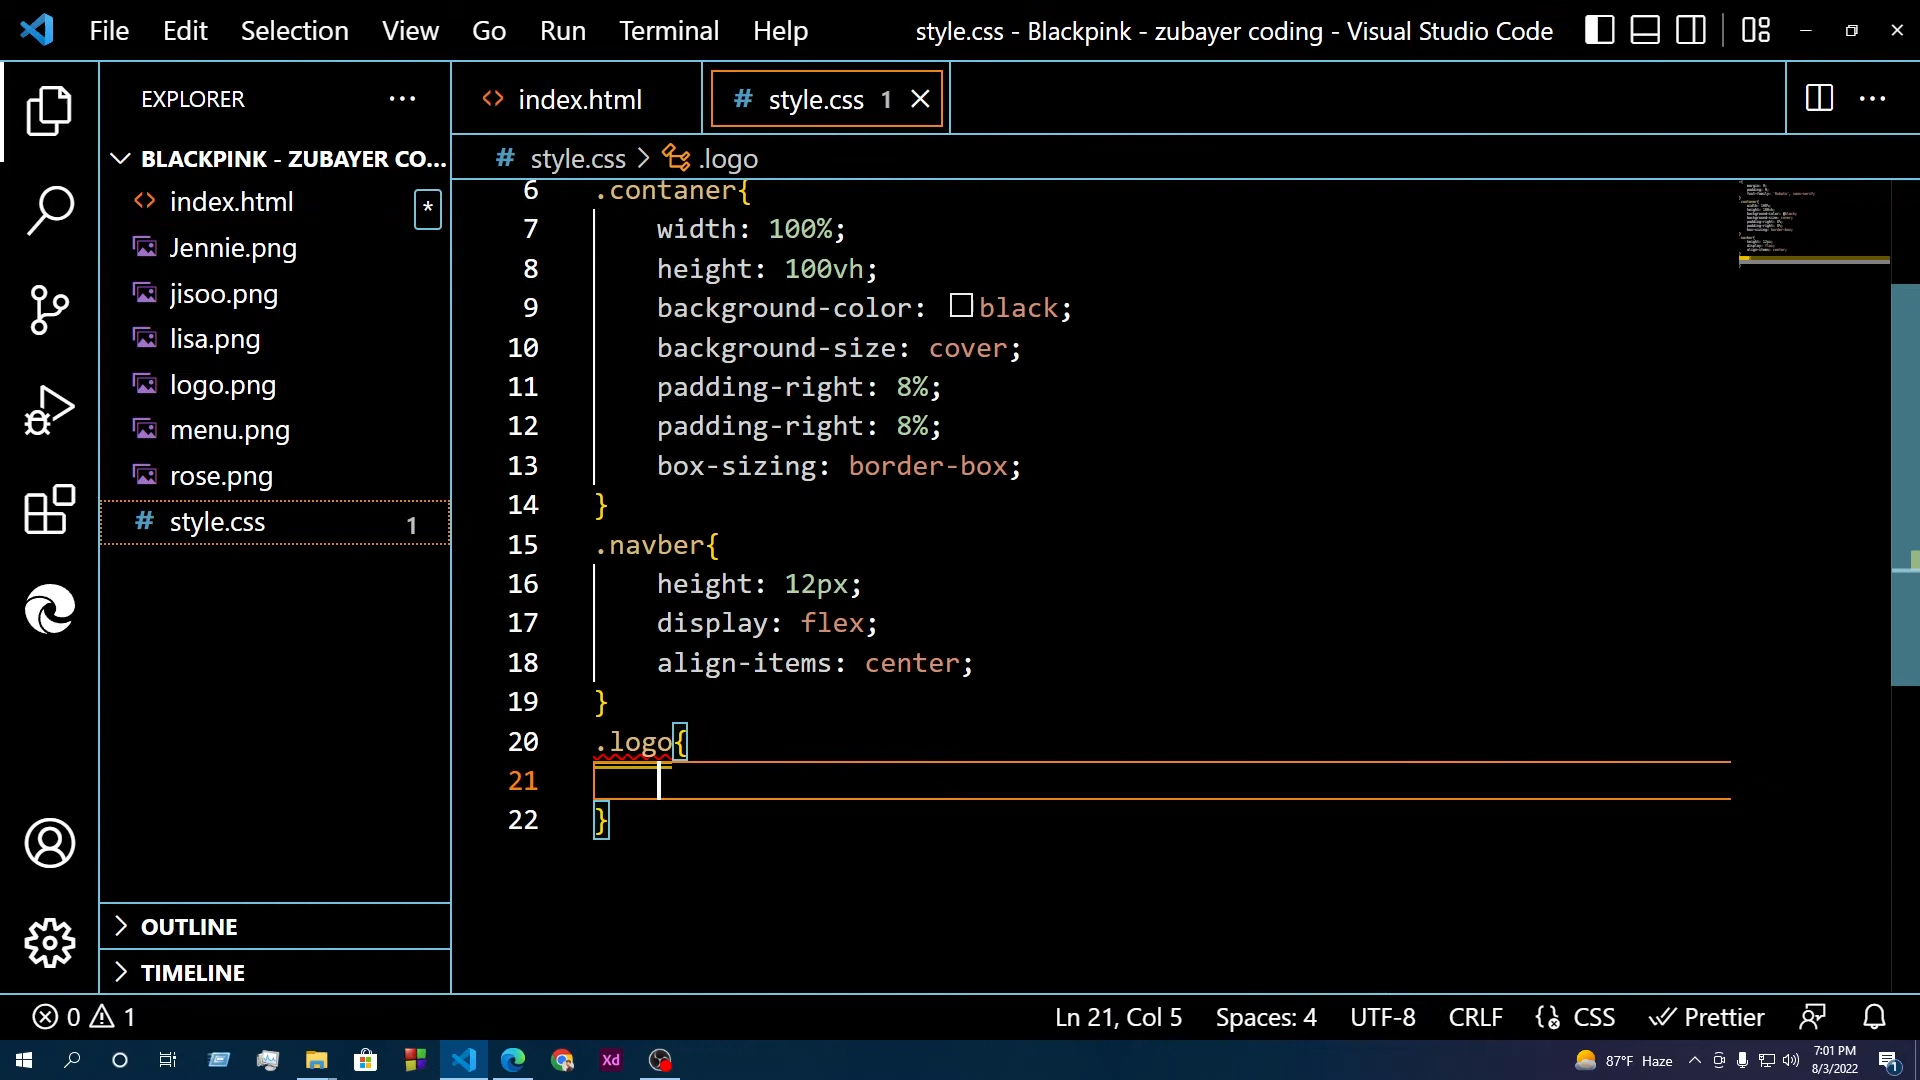 File Edit Selection View Go Run Terminal Help style.css - Blackpink - zubayer coding - Visual Studio Code
EXPLORER
index.html
# style.css 1
BLACKPINK - ZUBAYER CO...
# style.css > .logo
index.html
*
Jennie.png
jisoo.png
lisa.png
logo.png
menu.png
rose.png
# style.css 1
6 .contaner{
7 width: 100%;
8 height: 100vh;
9 background-color: black;
10 background-size: cover;
11 padding-right: 8%;
12 padding-right: 8%;
13 box-sizing: border-box;
14 }
15 .navber{
16 height: 12px;
17 display: flex;
18 align-items: center;
19 }
20 .logo{
21
22 }
OUTLINE
TIMELINE
0 1
Ln 21, Col 5 Spaces: 4 UTF-8 CRLF CSS Prettier
Xd
87°F Haze
7:01 PM
8/3/2022
1